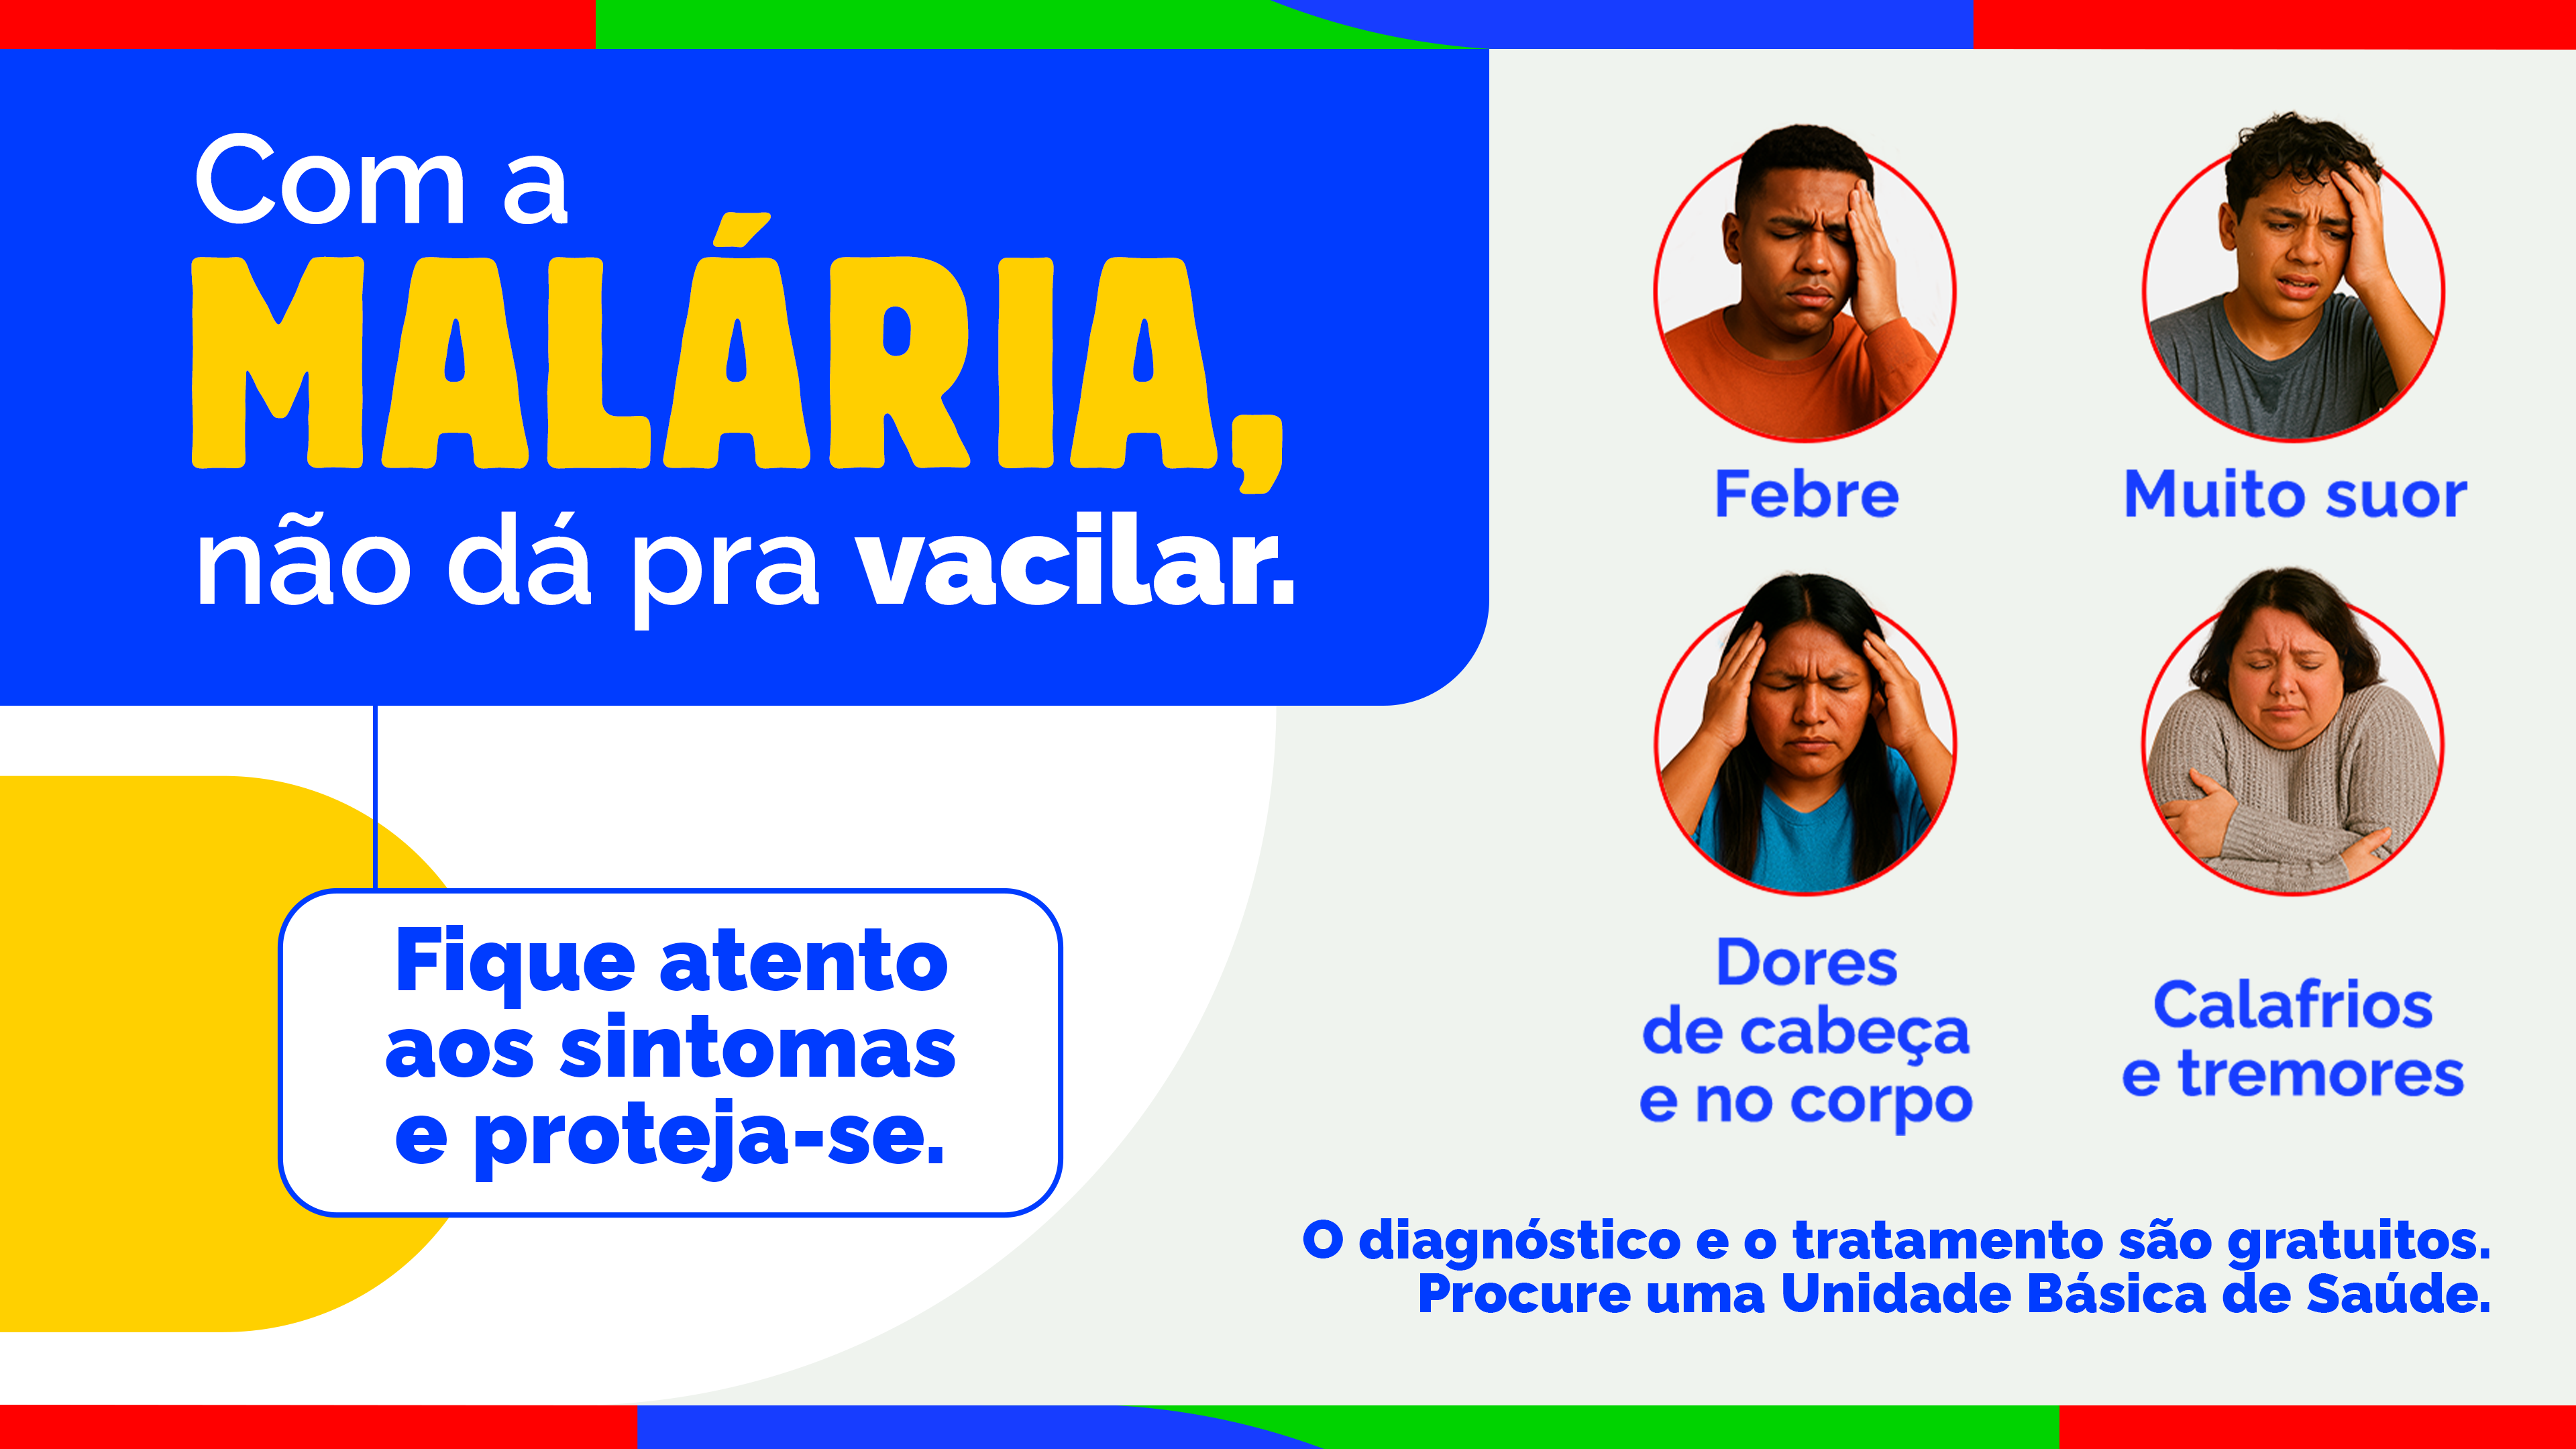 Com a
MALÁRIA,
não dá pra vacilar.
Fique atento
aos sintomas
e proteja-se.
Febre
Muito suor
Dores
de cabeça
e no corpo
Calafrios
e tremores
O diagnóstico e o tratamento são gratuitos.
Procure uma Unidade Básica de Saúde.